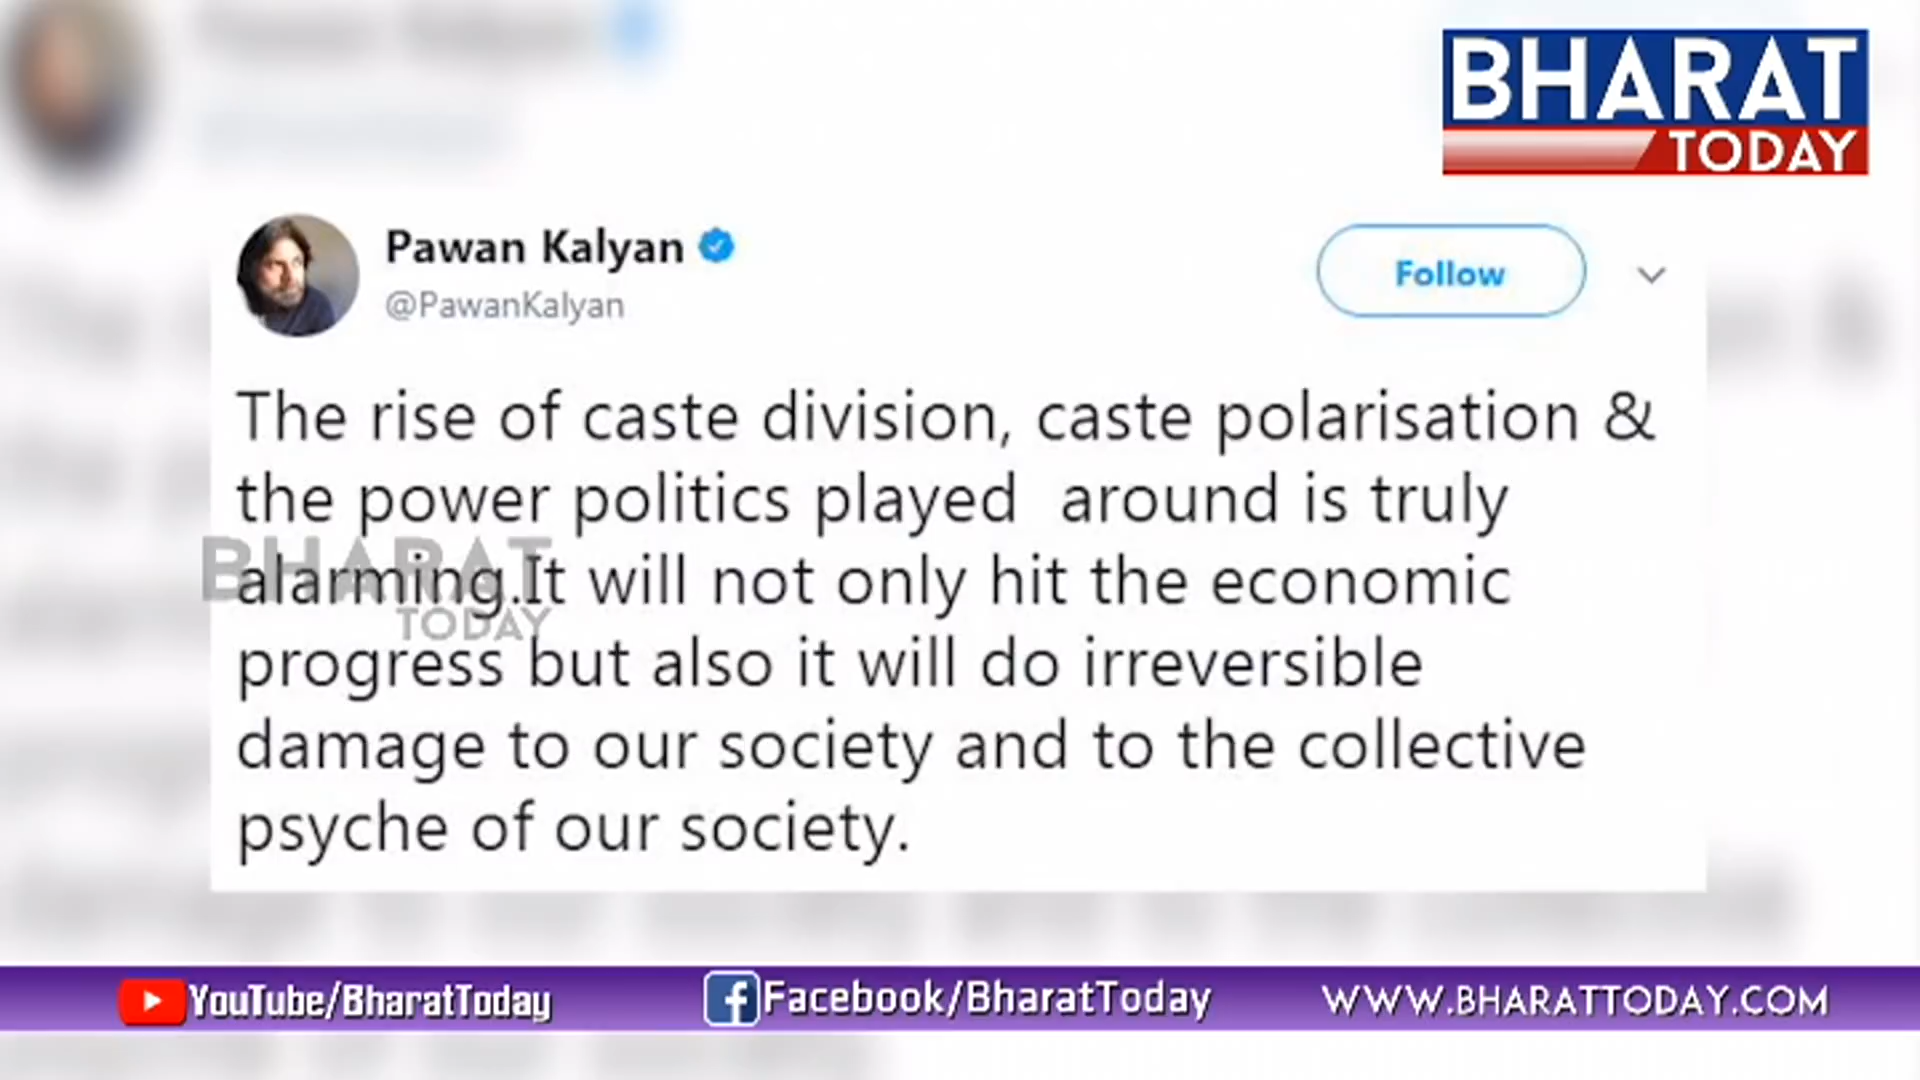 BHARAT
TODAY
Pawan Kalyan
@PawanKalyan
Follow
The rise of caste division, caste polarisation &
the power politics played  around is truly
alarming.It will not only hit the economic
progress but also it will do irreversible
damage to our society and to the collective
psyche of our society.
BHARAT
TODAY
YouTube/BharatToday
Facebook/BharatToday
WWW.BHARATTODAY.COM